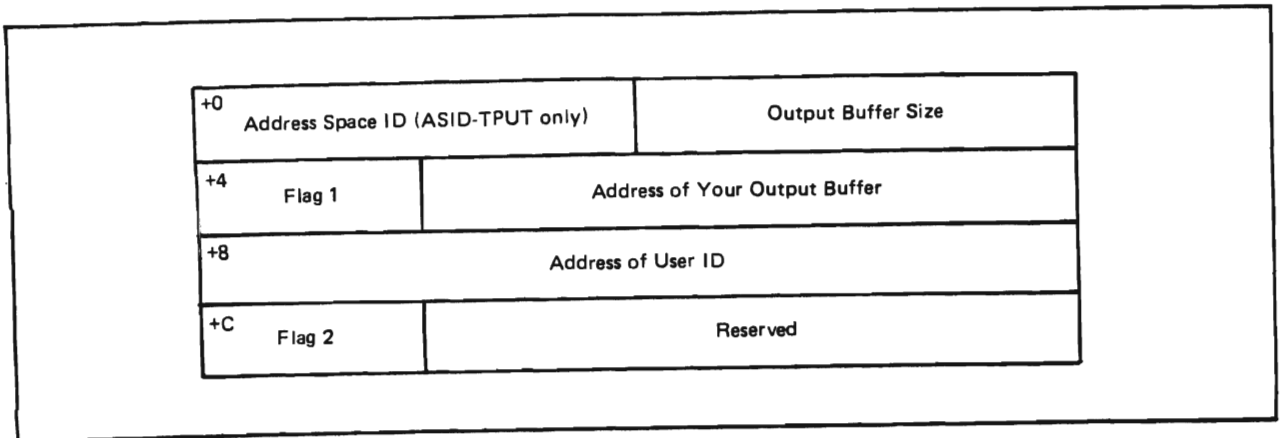 +0
Address Space ID (ASID-TPUT only)
Output Buffer Size
+4
Flag 1
Address of Your Output Buffer
+8
Address of User ID
+C
Flag 2
Reserved